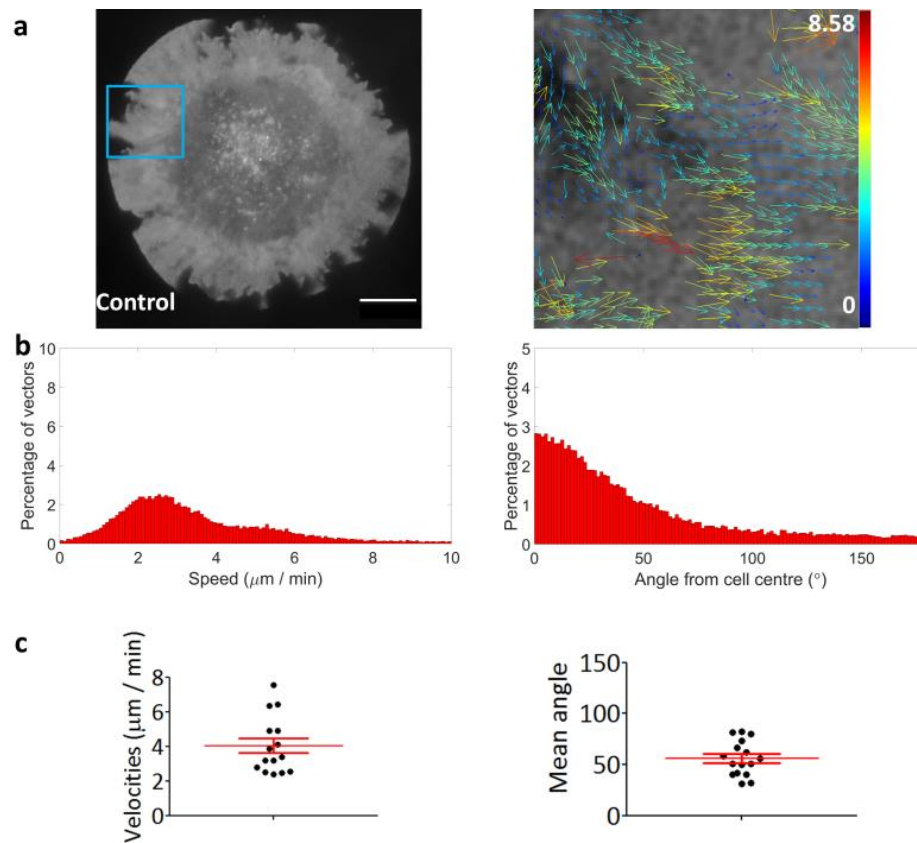 a
Control
8.58
0
b
Percentage of vectors
10
8
6
4
2
0
0 2 4 6 8 10
Speed (μm / min)
Percentage of vectors
5
4
3
2
1
0
0 50 100 150
Angle from cell centre (°)
c
Velocities (μm / min)
8
6
4
2
0
Mean angle
150
100
50
0